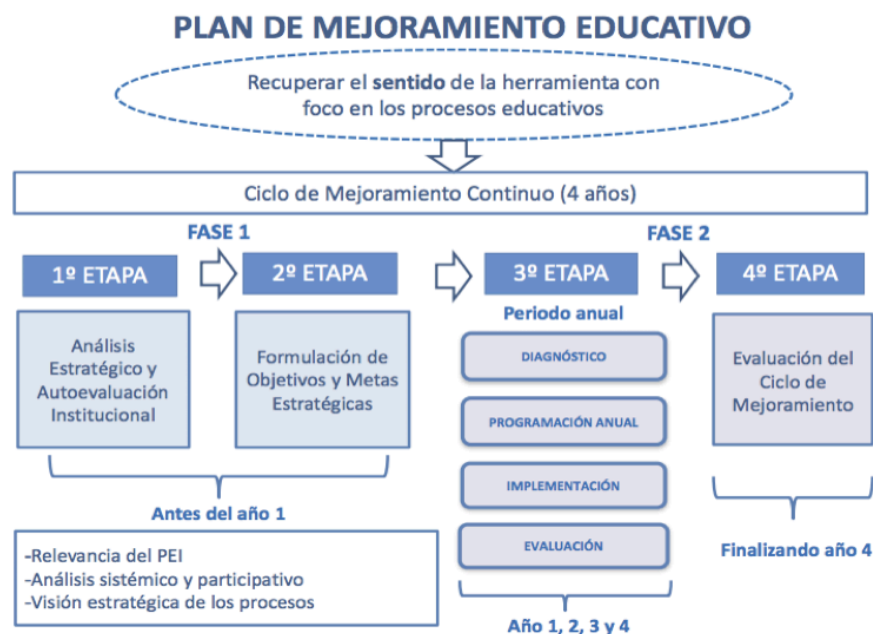 PLAN DE MEJORAMIENTO EDUCATIVO
Recuperar el sentido de la herramienta con
foco en los procesos educativos
Ciclo de Mejoramiento Continuo (4 años)
FASE 1
FASE 2
1º ETAPA
2º ETAPA
3º ETAPA
4º ETAPA
Análisis
Estratégico y
Autoevaluación
Institucional
Formulación de
Objetivos y Metas
Estratégicas
Periodo anual
DIAGNÓSTICO
PROGRAMACIÓN ANUAL
IMPLEMENTACIÓN
EVALUACIÓN
Evaluación del
Ciclo de
Mejoramiento
Antes del año 1
-Relevancia del PEI
-Análisis sistémico y participativo
-Visión estratégica de los procesos
Año 1, 2, 3 y 4
Finalizando año 4